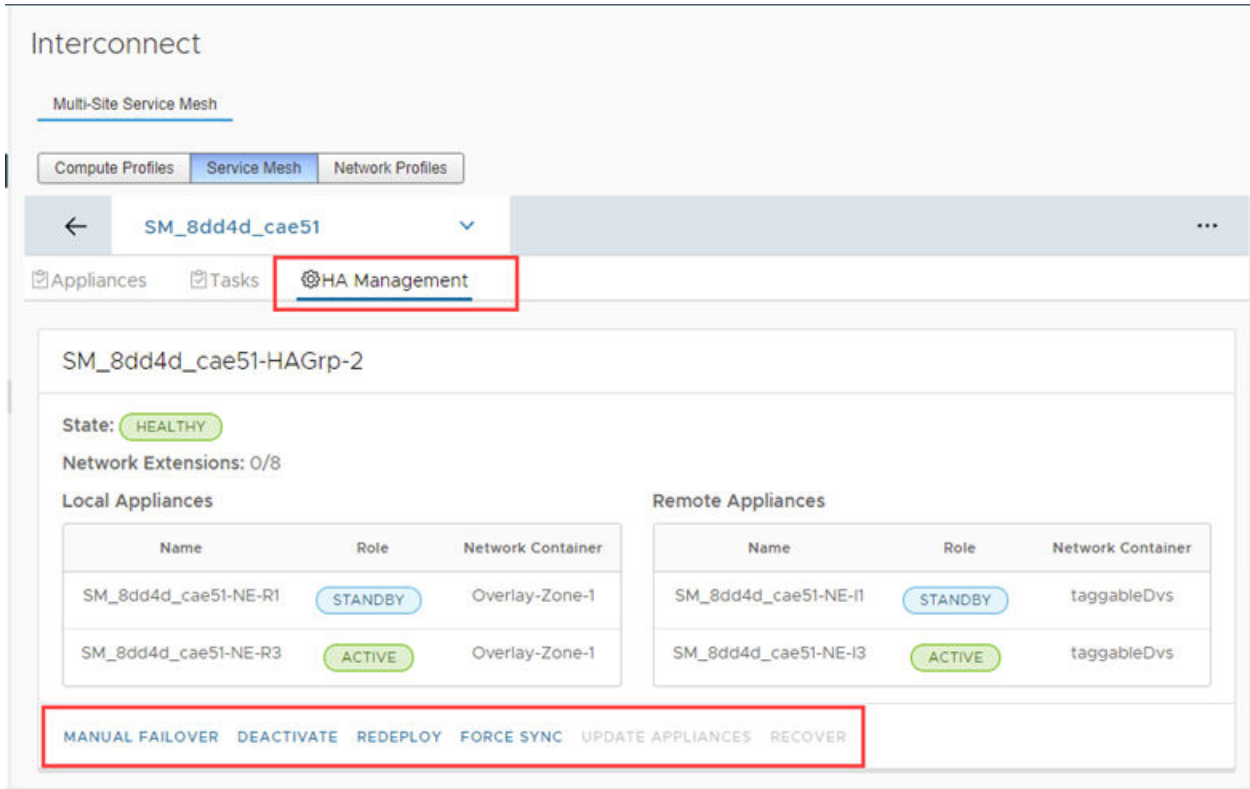 Interconnect
Multi-Site Service Mesh
Compute Profiles Service Mesh Network Profiles
SM_8dd4d_cae51
Appliances Tasks HA Management
SM_8dd4d_cae51-HAGrp-2
State: HEALTHY
Network Extensions: 0/8
Local Appliances Remote Appliances
Name Role Network Container Name Role Network Container
SM_8dd4d_cae51-NE-R1 STANDBY Overlay-Zone-1 SM_8dd4d_cae51-NE-I1 STANDBY taggableDvs
SM_8dd4d_cae51-NE-R3 ACTIVE Overlay-Zone-1 SM_8dd4d_cae51-NE-I3 ACTIVE taggableDvs
MANUAL FAILOVER DEACTIVATE REDEPLOY FORCE SYNC UPDATE APPLIANCES RECOVER